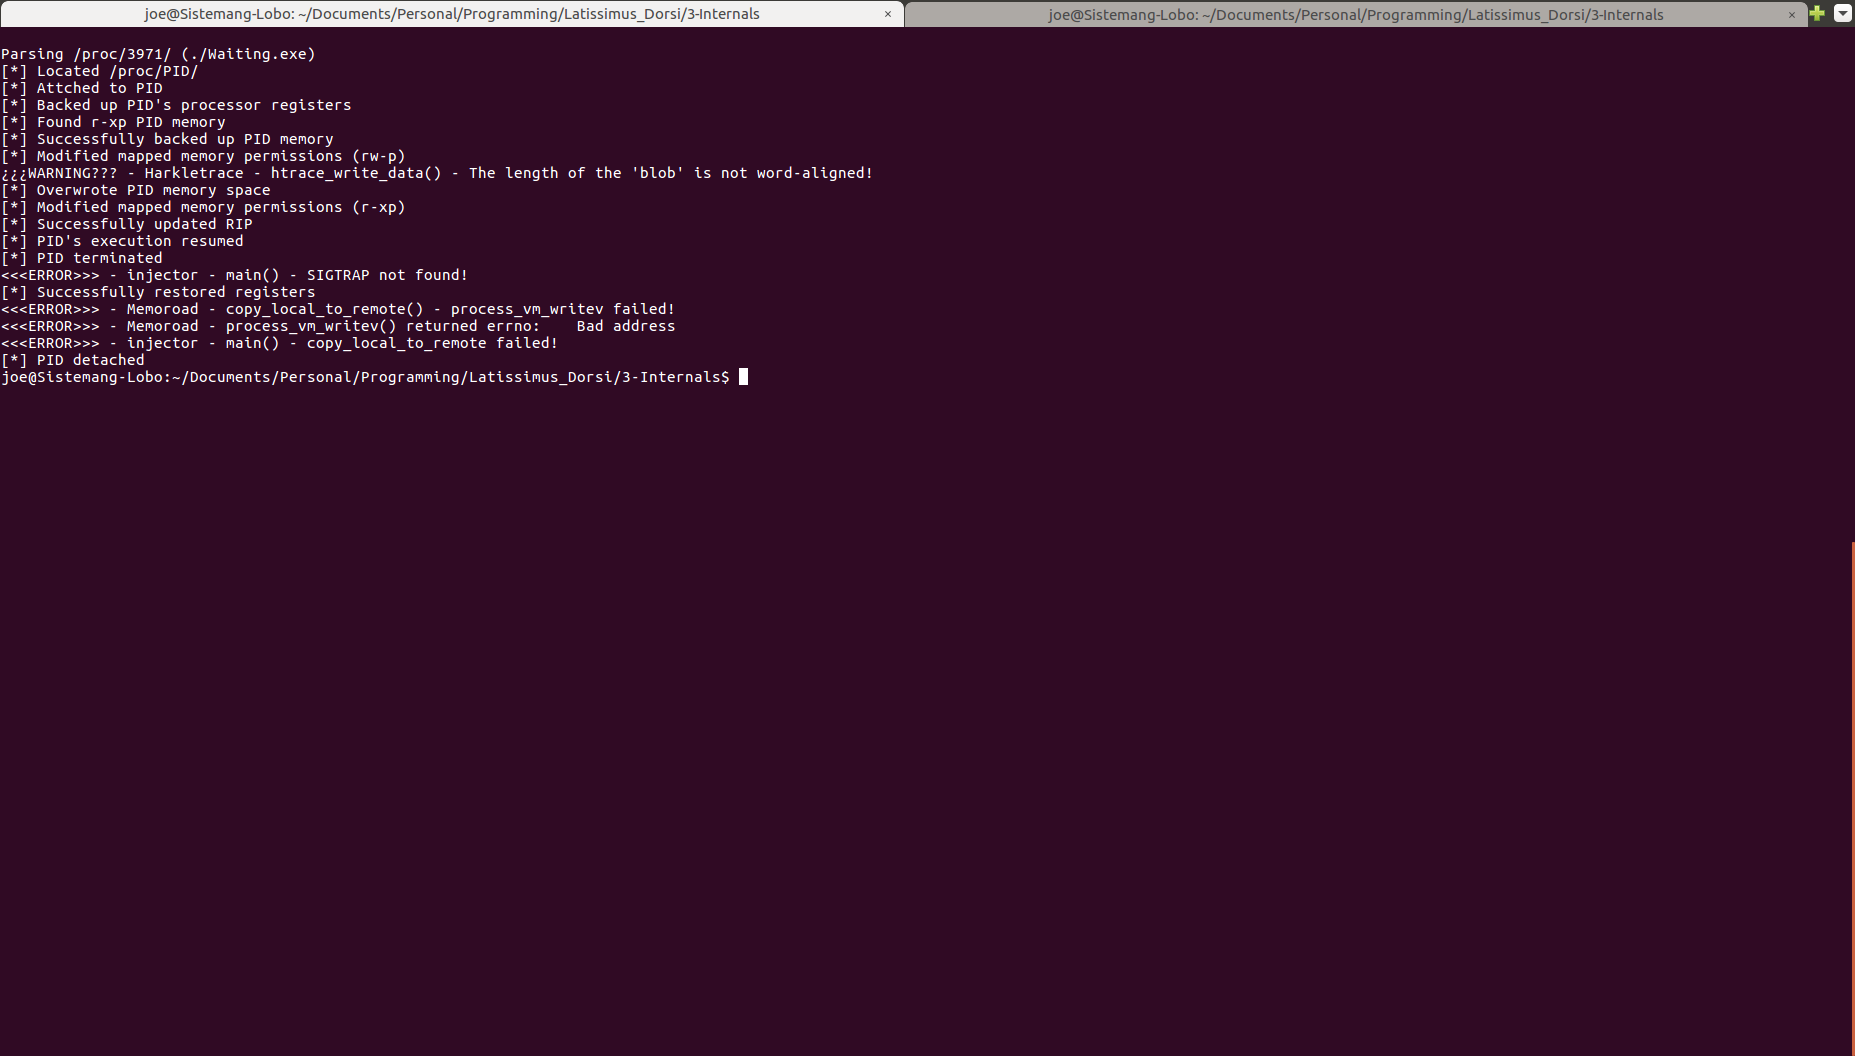 joe@Sistemang-Lobo: ~/Documents/Personal/Programming/Latissimus_Dorsi/3-Internals × joe@Sistemang-Lobo: ~/Documents/Personal/Programming/Latissimus_Dorsi/3-Internals ×
Parsing /proc/3971/ (./Waiting.exe)
[*] Located /proc/PID/
[*] Attched to PID
[*] Backed up PID's processor registers
[*] Found r-xp PID memory
[*] Successfully backed up PID memory
[*] Modified mapped memory permissions (rw-p)
¿¿¿WARNING??? - Harkletrace - htrace_write_data() - The length of the 'blob' is not word-aligned!
[*] Overwrote PID memory space
[*] Modified mapped memory permissions (r-xp)
[*] Successfully updated RIP
[*] PID's execution resumed
[*] PID terminated
<<<ERROR>>> - injector - main() - SIGTRAP not found!
[*] Successfully restored registers
<<<ERROR>>> - Memoroad - copy_local_to_remote() - process_vm_writev failed!
<<<ERROR>>> - Memoroad - process_vm_writev() returned errno:    Bad address
<<<ERROR>>> - injector - main() - copy_local_to_remote failed!
[*] PID detached
joe@Sistemang-Lobo:~/Documents/Personal/Programming/Latissimus_Dorsi/3-Internals$